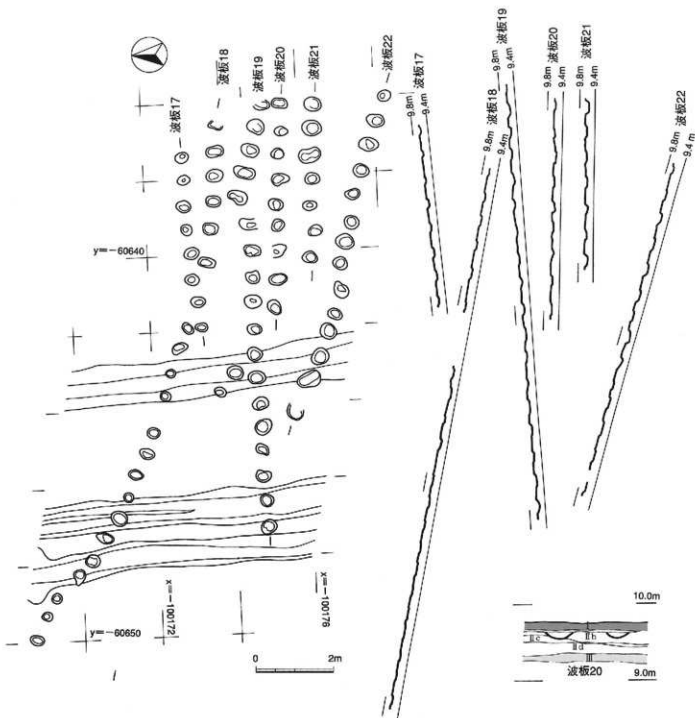 波板17
波板18
波板19
波板20
波板21
波板22
y=-60640
y=-60650
x=-100172
x=-100176
0 2m
9.8m 波板17
9.4m
9.8m 波板18
9.4m
9.8m 波板19
9.4m
9.8m 波板20
9.4m
9.8m 波板21
9.4m
9.8m 波板22
9.4m
10.0m
I
IIc IIb
IId
III
波板20 9.0m